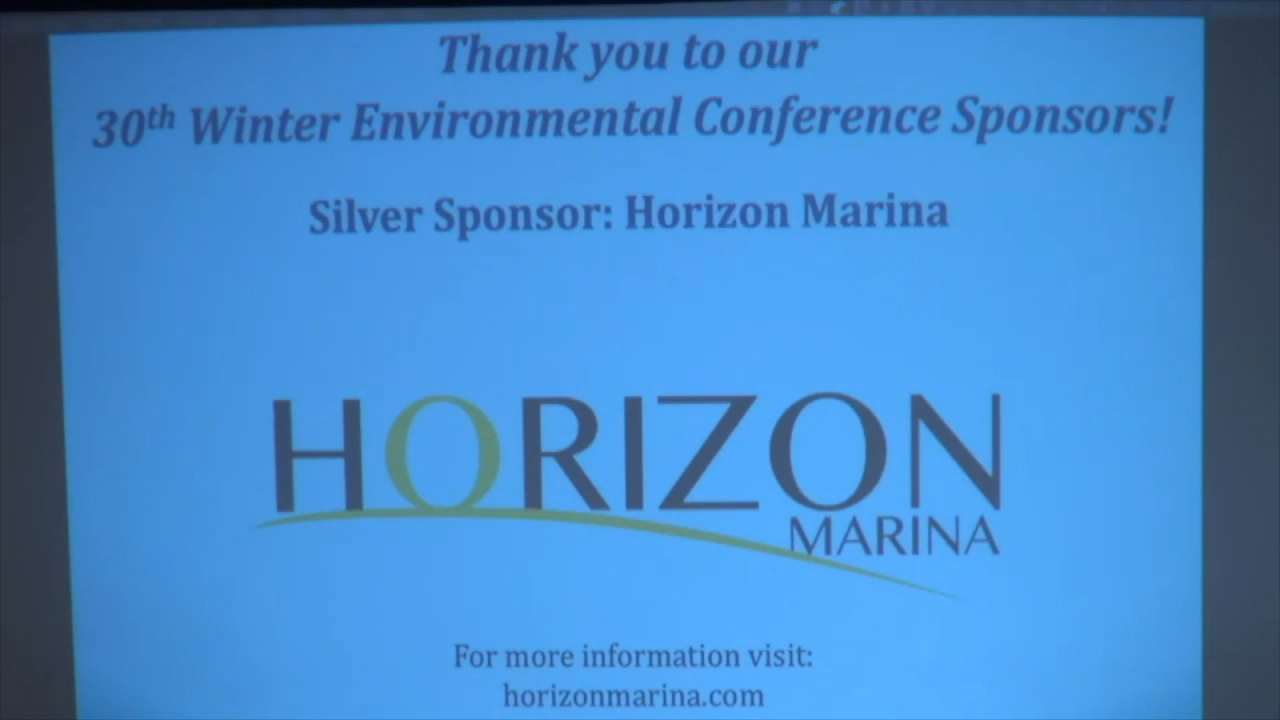 Thank you to our
30th Winter Environmental Conference Sponsors!
Silver Sponsor: Horizon Marina
HORIZON
MARINA
For more information visit:
horizonmarina.com